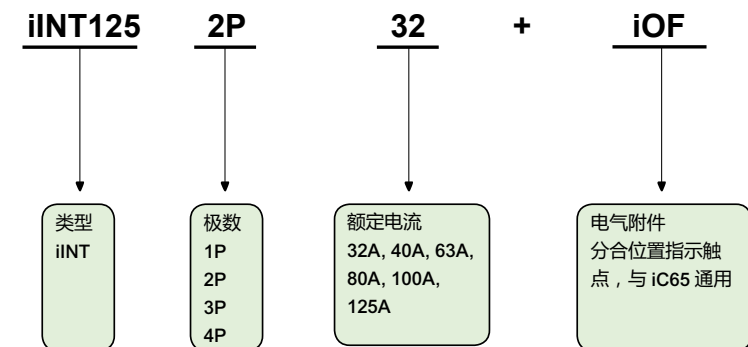 iINT125 2P 32 + iOF
类型
iINT
极数
1P
2P
3P
4P
额定电流
32A, 40A, 63A,
80A, 100A,
125A
电气附件
分合位置指示触
点，与 iC65 通用